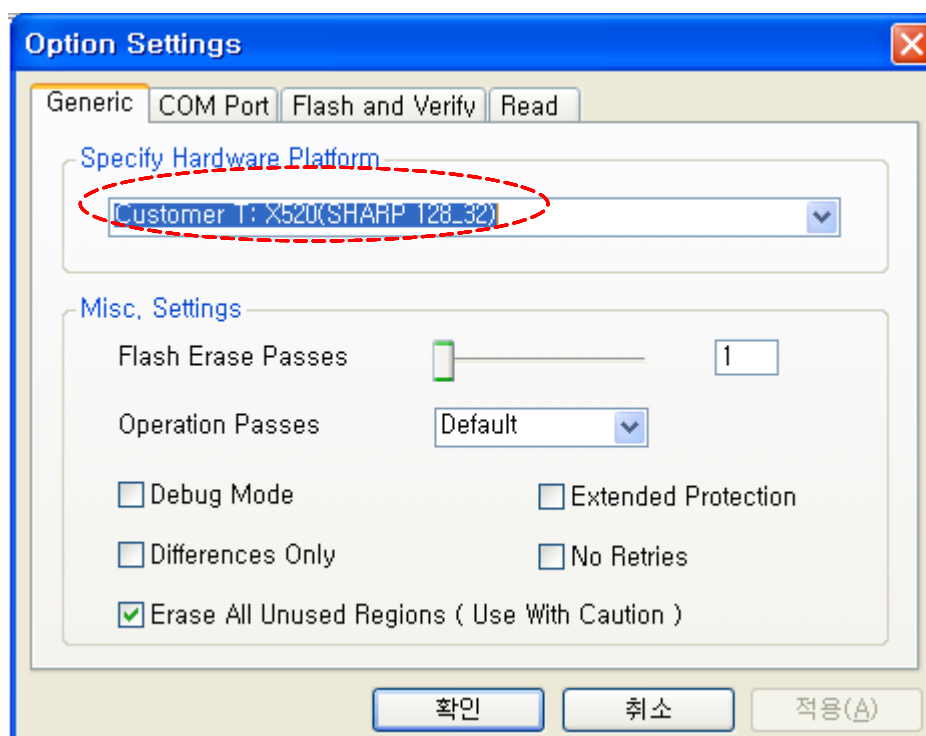 Option Settings
Generic COM Port Flash and Verify Read
Specify Hardware Platform
Customer T: X520(SHARP 128_32)
Misc. Settings
Flash Erase Passes 1
Operation Passes Default
Debug Mode Extended Protection
Differences Only No Retries
Erase All Unused Regions ( Use With Caution )
확인 취소 적용(A)